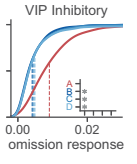 VIP Inhibitory
A
B *
C *
D *
0.00 0.02
omission response